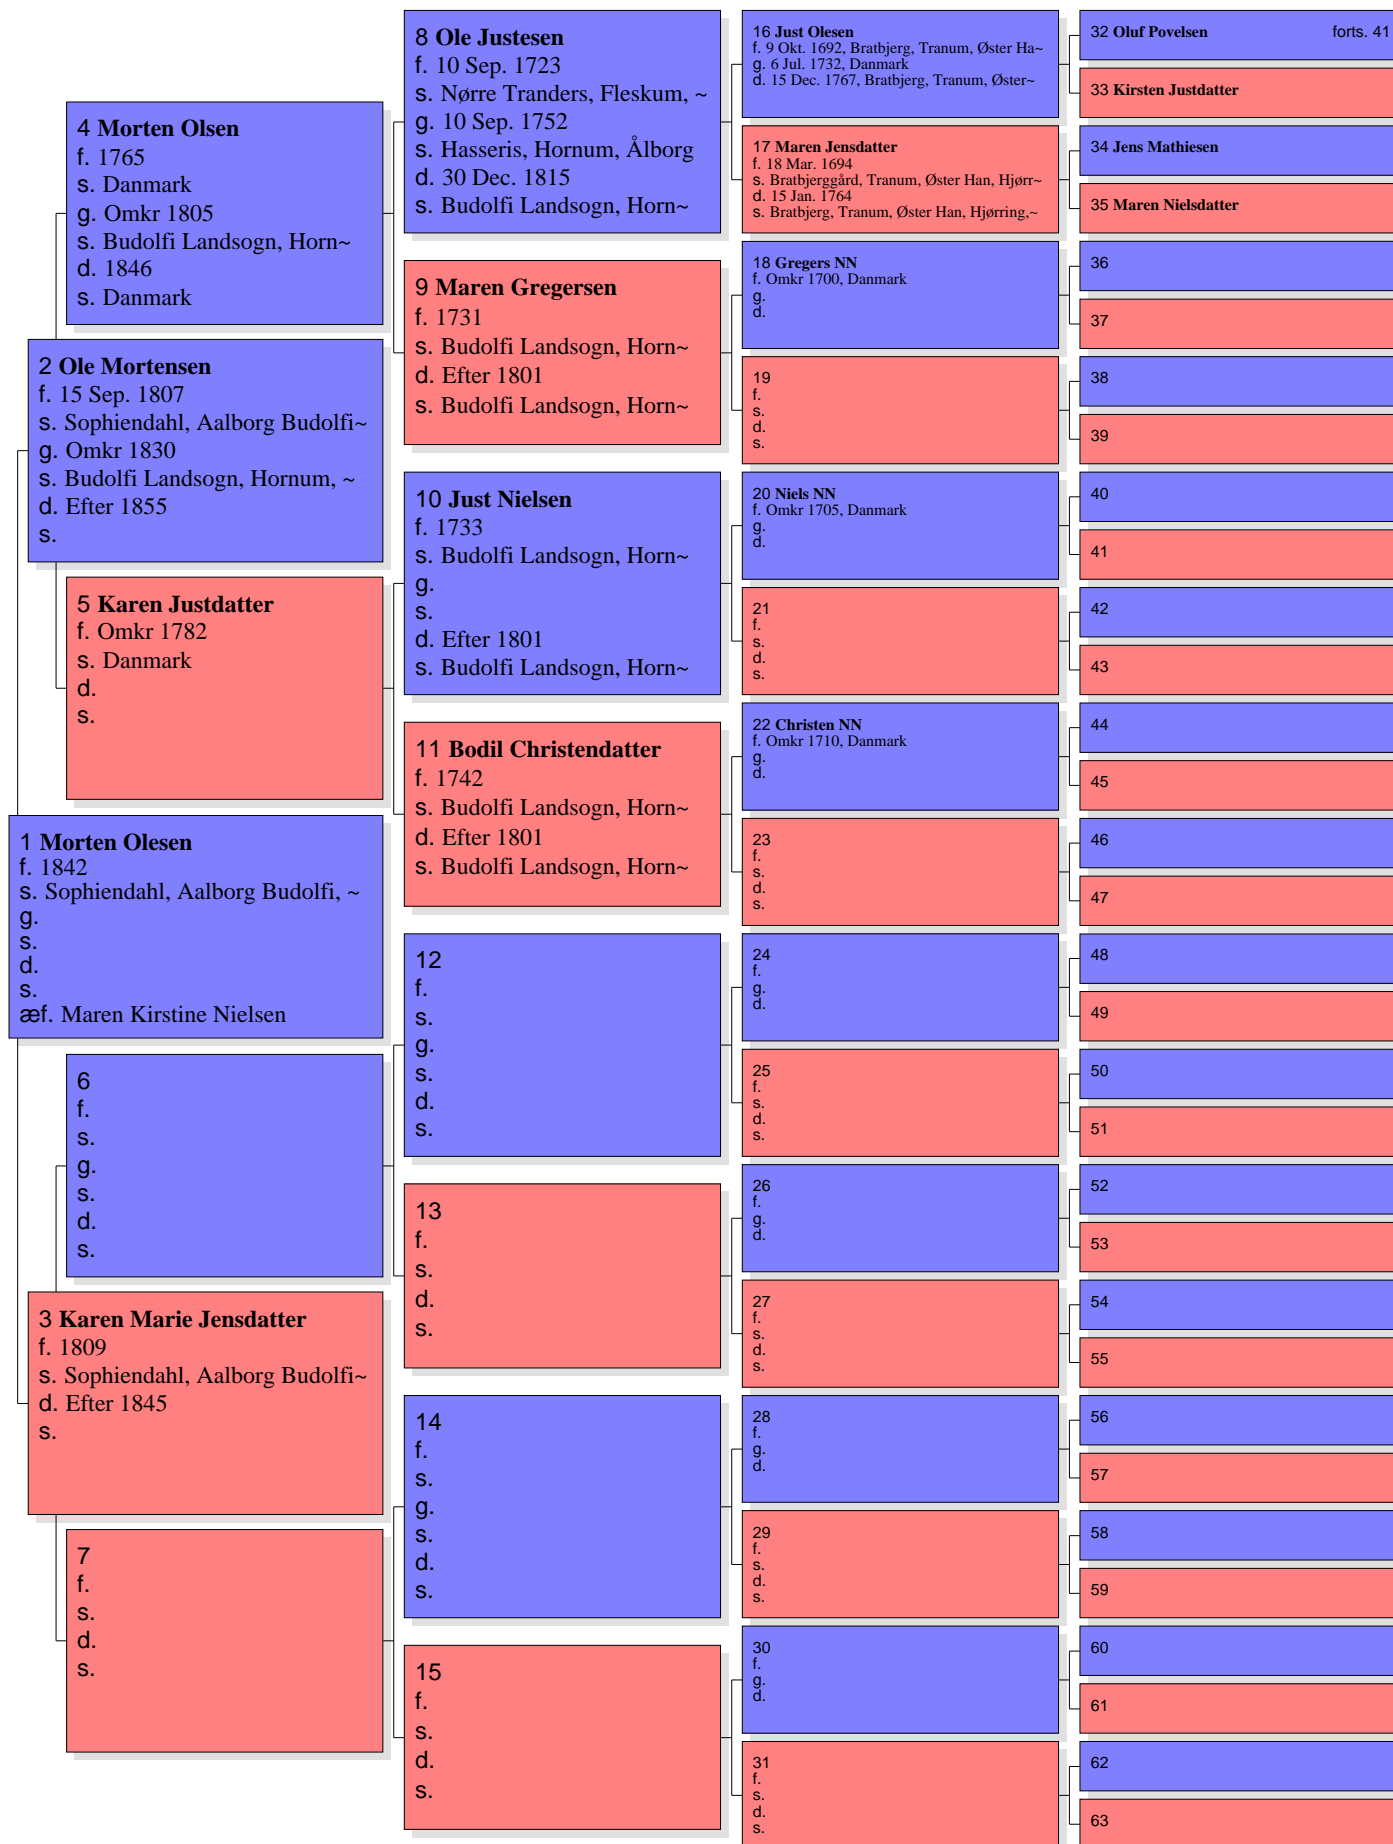 4 Morten Olsen
f. 1765
s. Danmark
g. Omkr 1805
s. Budolfi Landsogn, Horn~
d. 1846
s. Danmark
2 Ole Mortensen
f. 15 Sep. 1807
s. Sophiendahl, Aalborg Budolfi~
g. Omkr 1830
s. Budolfi Landsogn, Hornum, ~
d. Efter 1855
s.
5 Karen Justdatter
f. Omkr 1782
s. Danmark
d.
s.
1 Morten Olesen
f. 1842
s. Sophiendahl, Aalborg Budolfi, ~
g.
s.
d.
s.
æf. Maren Kirstine Nielsen
6
f.
s.
g.
s.
d.
s.
3 Karen Marie Jensdatter
f. 1809
s. Sophiendahl, Aalborg Budolfi~
d. Efter 1845
s.
7
f.
s.
d.
s.
8 Ole Justesen
f. 10 Sep. 1723
s. Nørre Tranders, Fleskum, ~
g. 10 Sep. 1752
s. Hasseris, Hornum, Ålborg
d. 30 Dec. 1815
s. Budolfi Landsogn, Horn~
9 Maren Gregersen
f. 1731
s. Budolfi Landsogn, Horn~
d. Efter 1801
s. Budolfi Landsogn, Horn~
10 Just Nielsen
f. 1733
s. Budolfi Landsogn, Horn~
g.
s.
d. Efter 1801
s. Budolfi Landsogn, Horn~
11 Bodil Christendatter
f. 1742
s. Budolfi Landsogn, Horn~
d. Efter 1801
s. Budolfi Landsogn, Horn~
12
f.
s.
g.
s.
d.
s.
13
f.
s.
d.
s.
14
f.
s.
g.
s.
d.
s.
15
f.
s.
d.
s.
16 Just Olesen
f. 9 Okt. 1692, Bratbjerg, Tranum, Øster Ha~
g. 6 Jul. 1732, Danmark
d. 15 Dec. 1767, Bratbjerg, Tranum, Øster~
17 Maren Jensdatter
f. 18 Mar. 1694
s. Bratbjerggård, Tranum, Øster Han, Hjørr~
d. 15 Jan. 1764
s. Bratbjerg, Tranum, Øster Han, Hjørring,~
18 Gregers NN
f. Omkr 1700, Danmark
g.
d.
19
f.
s.
d.
s.
20 Niels NN
f. Omkr 1705, Danmark
g.
d.
21
f.
s.
d.
s.
22 Christen NN
f. Omkr 1710, Danmark
g.
d.
23
f.
s.
d.
s.
24
f.
g.
d.
25
f.
s.
d.
s.
26
f.
g.
d.
27
f.
s.
d.
s.
28
f.
g.
d.
29
f.
s.
d.
s.
30
f.
g.
d.
31
f.
s.
d.
s.
32 Oluf Povelsen forts. 41
33 Kirsten Justdatter
34 Jens Mathiesen
35 Maren Nielsdatter
36
37
38
39
40
41
42
43
44
45
46
47
48
49
50
51
52
53
54
55
56
57
58
59
60
61
62
63